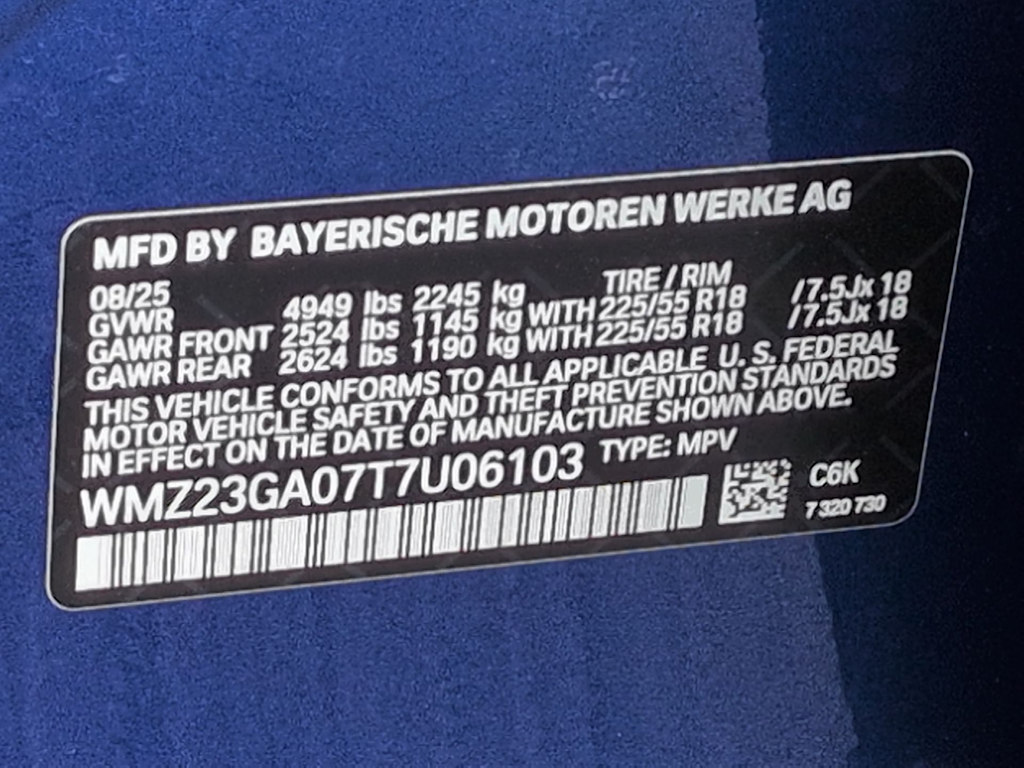 MFD BY BAYERISCHE MOTOREN WERKE AG
08/25 TIRE / RIM
GVWR 4949 lbs 2245 kg
GAWR FRONT 2524 lbs 1145 kg WITH 225/55 R18 / 7.5Jx 18
GAWR REAR 2624 lbs 1190 kg WITH 225/55 R18 / 7.5Jx 18
THIS VEHICLE CONFORMS TO ALL APPLICABLE U. S. FEDERAL
MOTOR VEHICLE SAFETY AND THEFT PREVENTION STANDARDS
IN EFFECT ON THE DATE OF MANUFACTURE SHOWN ABOVE.
WMZ23GA07T7U06103 TYPE: MPV
C6K
7 320 730